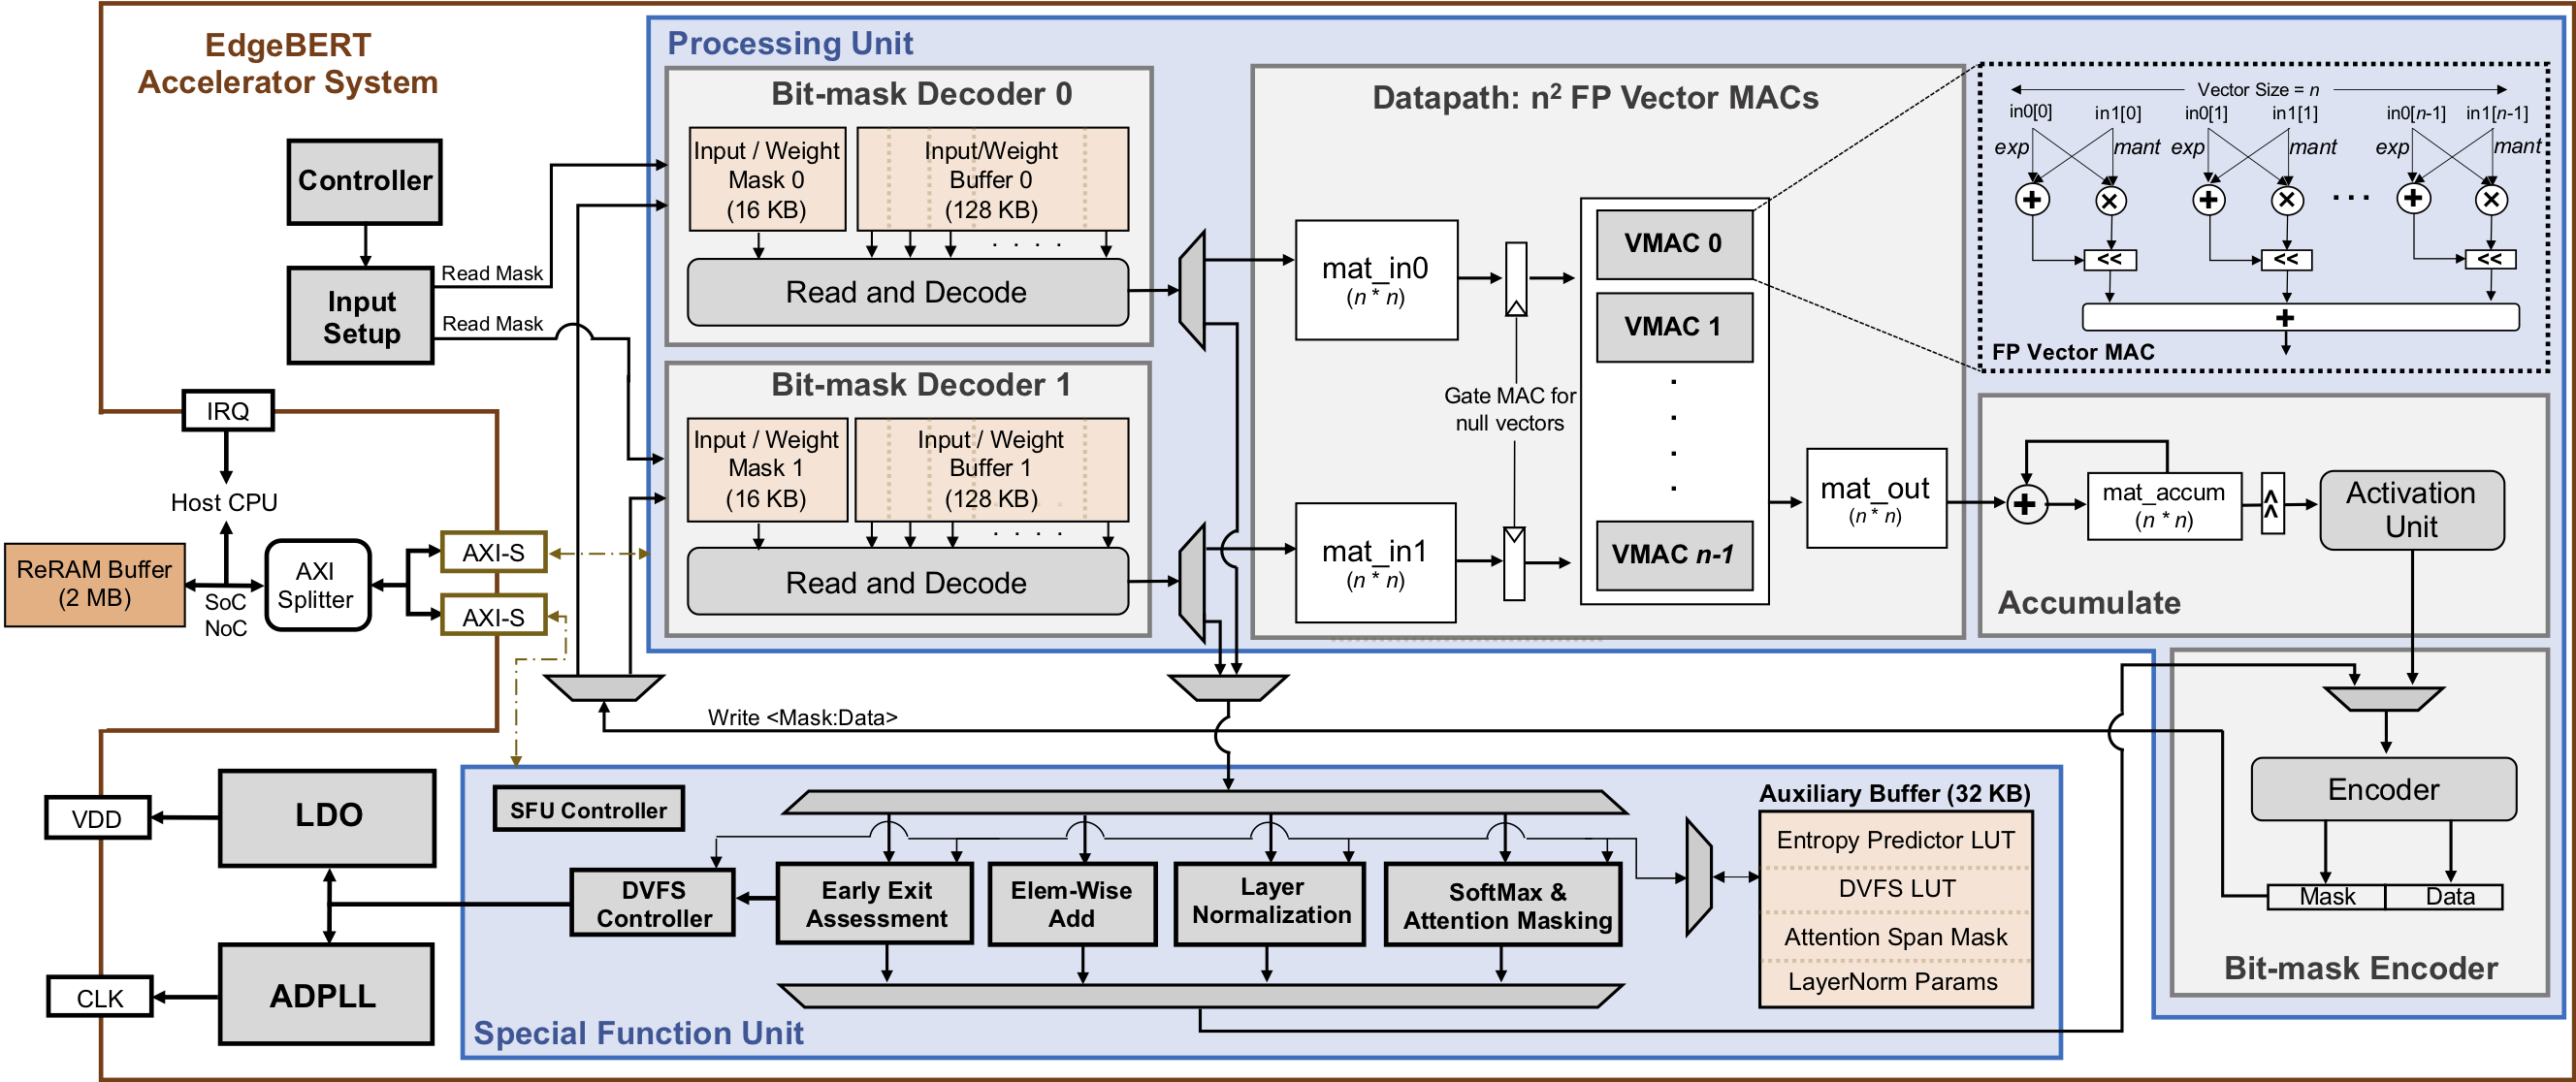 EdgeBERT
Accelerator System
Controller
Input
Setup
Read Mask
Read Mask
IRQ
Host CPU
ReRAM Buffer
(2 MB)
SoC
NoC
AXI
Splitter
AXI-S
AXI-S
VDD
LDO
CLK
ADPLL
Processing Unit
Bit-mask Decoder 0
Input / Weight
Mask 0
(16 KB)
Input/Weight
Buffer 0
(128 KB)
. . . .
Read and Decode
Bit-mask Decoder 1
Input / Weight
Mask 1
(16 KB)
Input / Weight
Buffer 1
(128 KB)
. . . .
Read and Decode
Datapath: n² FP Vector MACs
mat_in0
(n * n)
Gate MAC for
null vectors
mat_in1
(n * n)
VMAC 0
VMAC 1
.
.
.
.
VMAC n-1
mat_out
(n * n)
Vector Size = n
in0[0] in1[0] in0[1] in1[1] in0[n-1] in1[n-1]
exp mant exp mant exp mant
+ × + × . . . + ×
<< << <<
+
FP Vector MAC
+
mat_accum
(n * n)
>>
Activation
Unit
Accumulate
Encoder
Mask Data
Bit-mask Encoder
Write <Mask:Data>
SFU Controller
DVFS
Controller
Early Exit
Assessment
Elem-Wise
Add
Layer
Normalization
SoftMax &
Attention Masking
Auxiliary Buffer (32 KB)
Entropy Predictor LUT
DVFS LUT
Attention Span Mask
LayerNorm Params
Special Function Unit